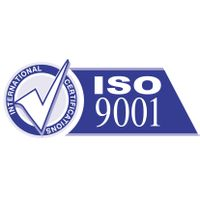 INTERNATIONAL
CERTIFICATIONS
ISO
9001